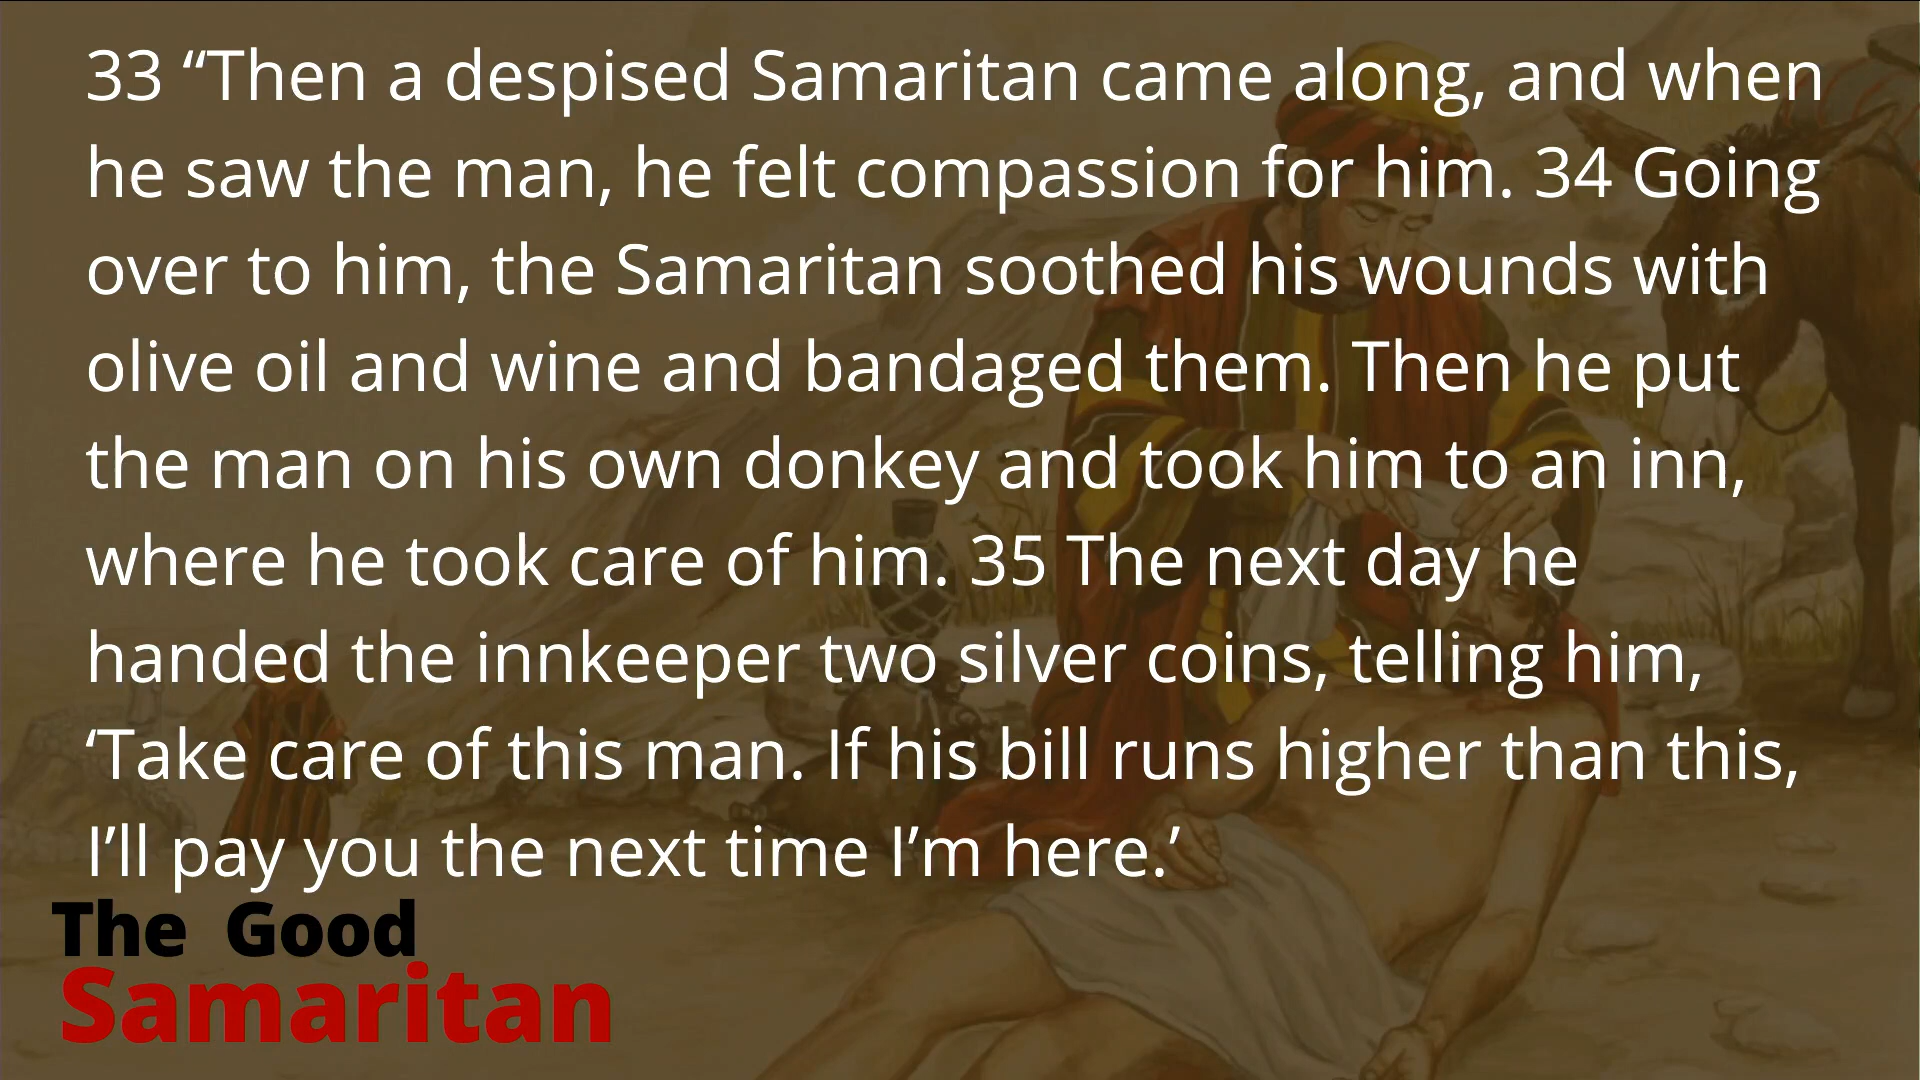 33 “Then a despised Samaritan came along, and when
he saw the man, he felt compassion for him. 34 Going
over to him, the Samaritan soothed his wounds with
olive oil and wine and bandaged them. Then he put
the man on his own donkey and took him to an inn,
where he took care of him. 35 The next day he
handed the innkeeper two silver coins, telling him,
‘Take care of this man. If his bill runs higher than this,
I’ll pay you the next time I’m here.’
The Good
Samaritan